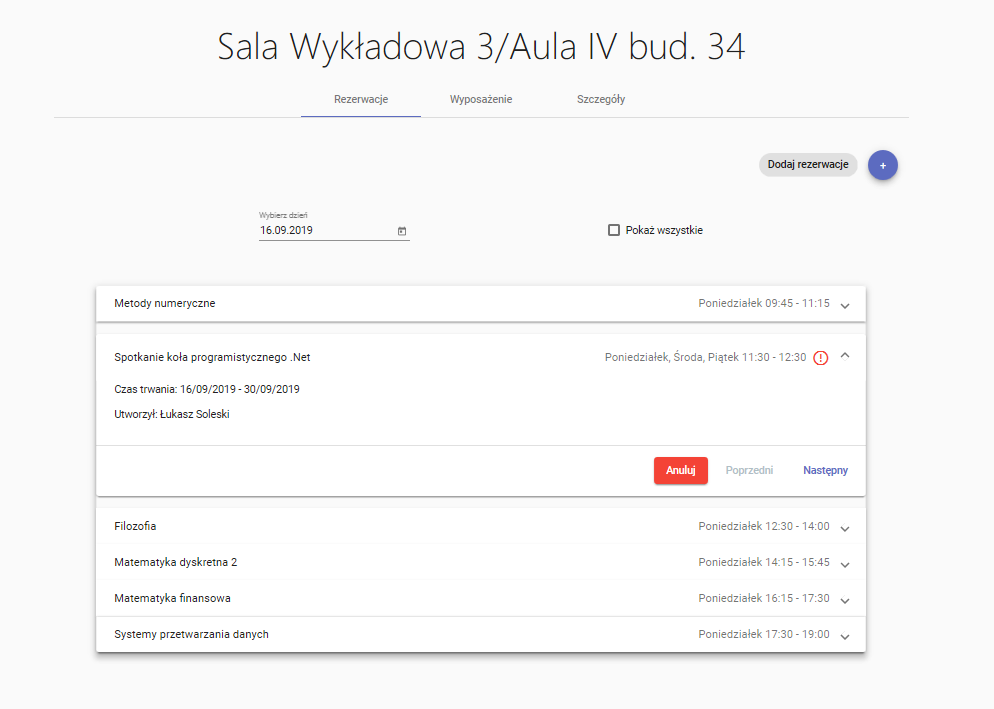 Sala Wykładowa 3/Aula IV bud. 34
Rezerwacje Wyposażenie Szczegóły
Dodaj rezerwacje +
Wybierz dzień
16.09.2019 Pokaż wszystkie
Metody numeryczne Poniedziałek 09:45 - 11:15
Spotkanie koła programistycznego .Net Poniedziałek, Środa, Piątek 11:30 - 12:30
Czas trwania: 16/09/2019 - 30/09/2019
Utworzył: Łukasz Soleski
Anuluj Poprzedni Następny
Filozofia Poniedziałek 12:30 - 14:00
Matematyka dyskretna 2 Poniedziałek 14:15 - 15:45
Matematyka finansowa Poniedziałek 16:15 - 17:30
Systemy przetwarzania danych Poniedziałek 17:30 - 19:00